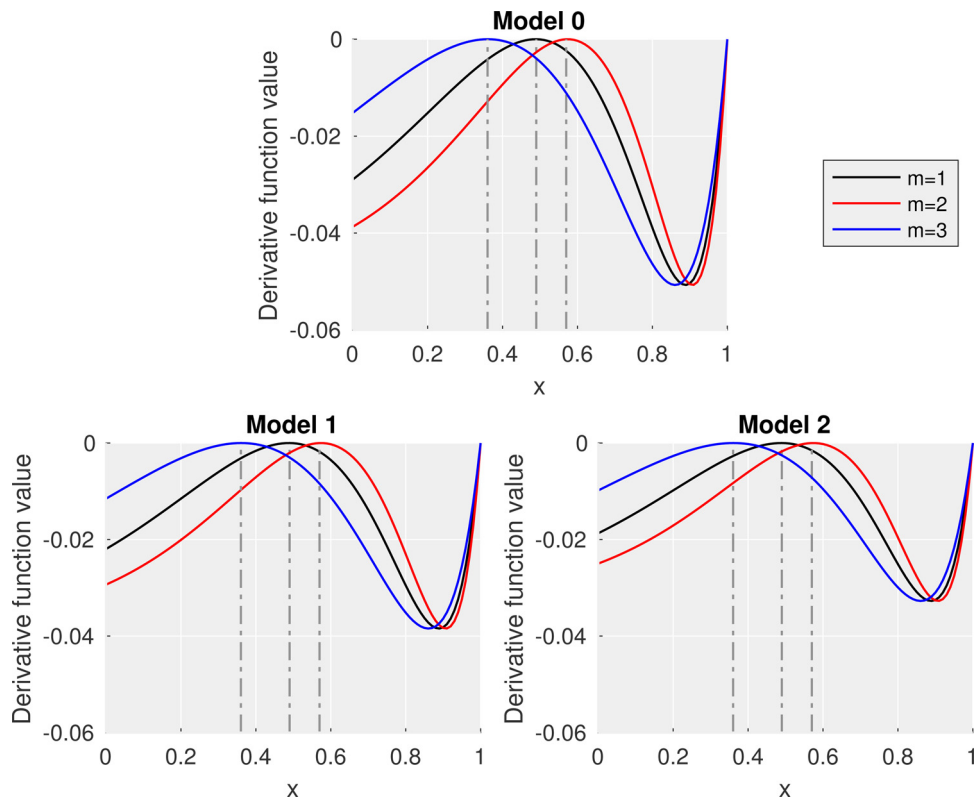 Model 0
Derivative function value
0
-0.02
-0.04
-0.06
0 0.2 0.4 0.6 0.8 1
x
m=1
m=2
m=3
Model 1
Derivative function value
0
-0.02
-0.04
-0.06
0 0.2 0.4 0.6 0.8 1
x
Model 2
Derivative function value
0
-0.02
-0.04
-0.06
0 0.2 0.4 0.6 0.8 1
x